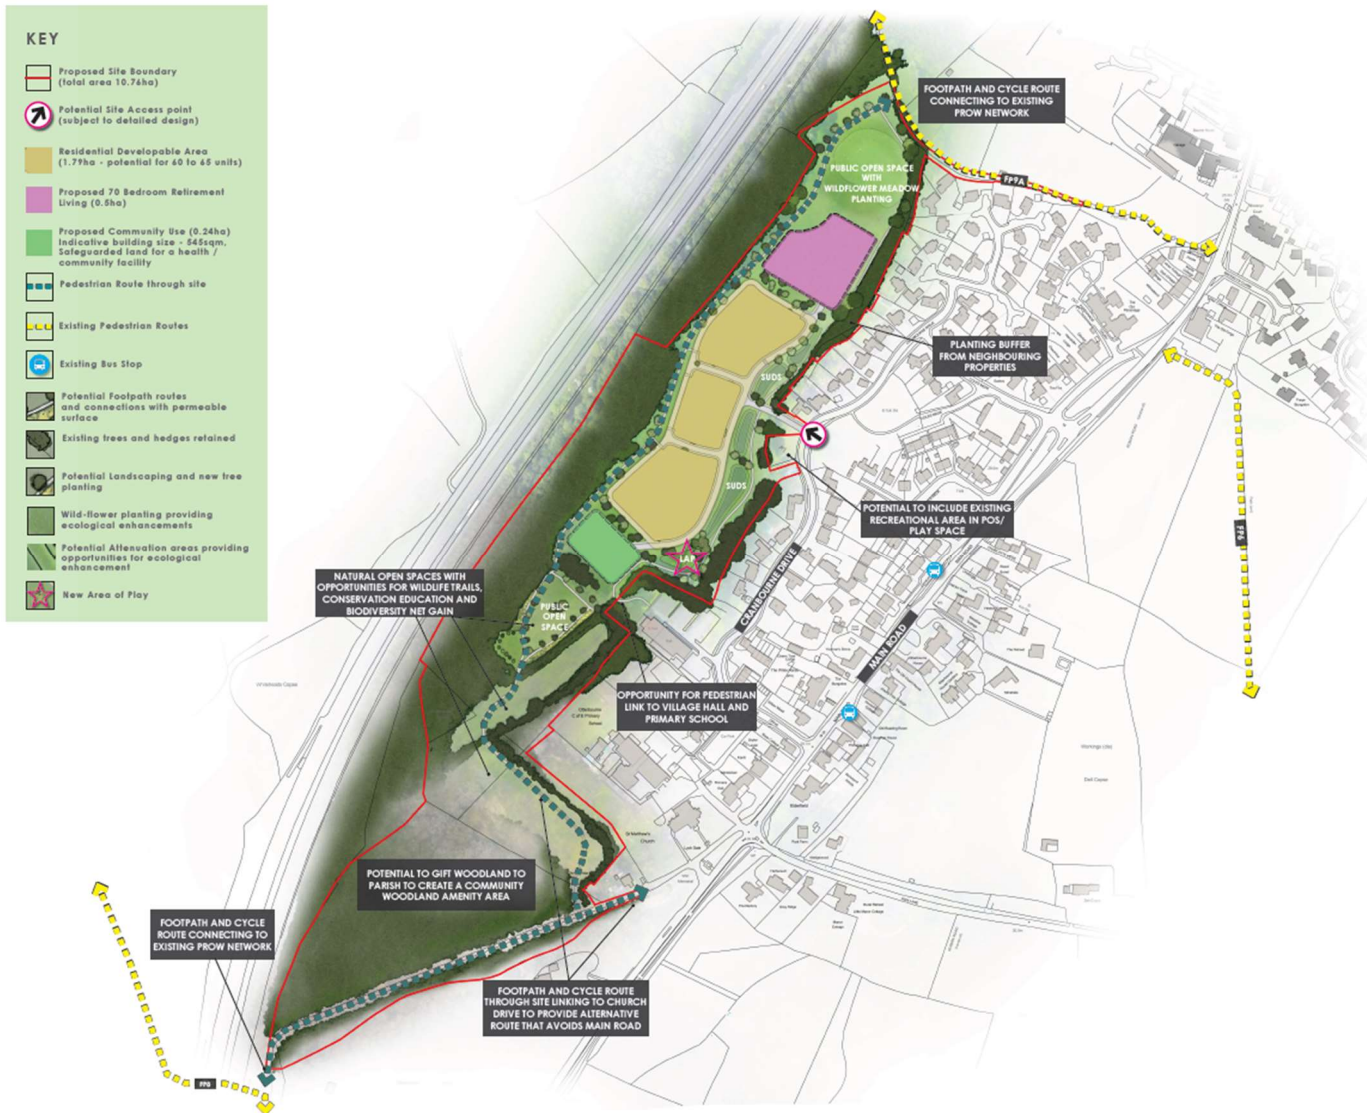 KEY
Proposed Site Boundary
(total area 10.76ha)
Potential Site Access point
(subject to detailed design)
Residential Developable Area
(1.79ha - potential for 60 to 65 units)
Proposed 70 Bedroom Retirement
Living (0.5ha)
Proposed Community Use (0.24ha)
Indicative building size - 545sqm.
Safeguarded land for a health /
community facility
Pedestrian Route through site
Existing Pedestrian Routes
Existing Bus Stop
Potential Footpath routes
and connections with permeable
surface
Existing trees and hedges retained
Potential Landscaping and new tree
planting
Wild-flower planting providing
ecological enhancements
Potential Attenuation areas providing
opportunities for ecological
enhancement
New Area of Play
FOOTPATH AND CYCLE ROUTE
CONNECTING TO EXISTING
PROW NETWORK
FP9A
PUBLIC OPEN SPACE
WITH
WILDFLOWER MEADOW
PLANTING
PLANTING BUFFER
FROM NEIGHBOURING
PROPERTIES
SUDS
SUDS
POTENTIAL TO INCLUDE EXISTING
RECREATIONAL AREA IN POS/
PLAY SPACE
FP6
LAP
CRANBOURNE DRIVE
MAIN ROAD
NATURAL OPEN SPACES WITH
OPPORTUNITIES FOR WILDLIFE TRAILS,
CONSERVATION EDUCATION AND
BIODIVERSITY NET GAIN
PUBLIC
OPEN
SPACE
OPPORTUNITY FOR PEDESTRIAN
LINK TO VILLAGE HALL AND
PRIMARY SCHOOL
Otterbourne
C of E Primary
School
St Matthew's
Church
POTENTIAL TO GIFT WOODLAND TO
PARISH TO CREATE A COMMUNITY
WOODLAND AMENITY AREA
FOOTPATH AND CYCLE
ROUTE CONNECTING TO
EXISTING PROW NETWORK
FOOTPATH AND CYCLE ROUTE
THROUGH SITE LINKING TO CHURCH
DRIVE TO PROVIDE ALTERNATIVE
ROUTE THAT AVOIDS MAIN ROAD
FP8